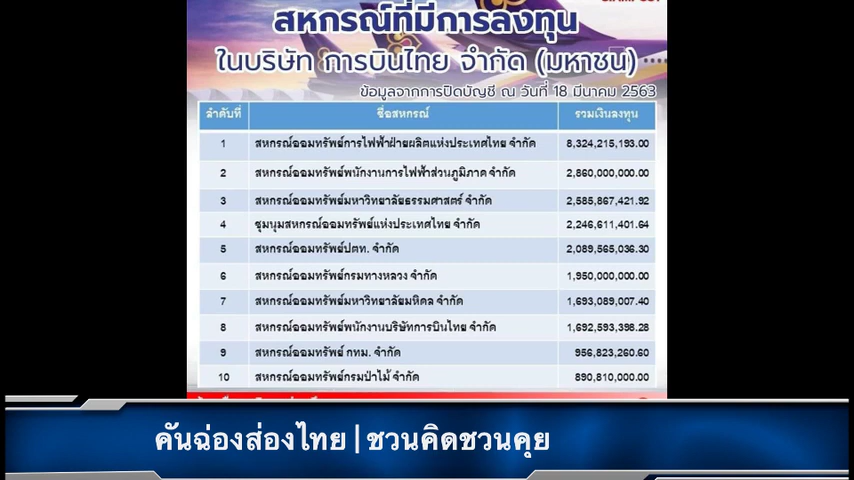 สหกรณ์ที่มีการลงทุน
ในบริษัท การบินไทย จำกัด (มหาชน)
ข้อมูลจากการปิดบัญชี ณ วันที่ 18 มีนาคม 2563
ลำดับที่ ชื่อสหกรณ์ รวมเงินลงทุน
1 สหกรณ์ออมทรัพย์การไฟฟ้าฝ่ายผลิตแห่งประเทศไทย จำกัด 8,324,215,193.00
2 สหกรณ์ออมทรัพย์พนักงานการไฟฟ้าส่วนภูมิภาค จำกัด 2,860,000,000.00
3 สหกรณ์ออมทรัพย์มหาวิทยาลัยธรรมศาสตร์ จำกัด 2,585,867,421.92
4 ชุมนุมสหกรณ์ออมทรัพย์แห่งประเทศไทย จำกัด 2,246,611,401.64
5 สหกรณ์ออมทรัพย์ปตท. จำกัด 2,089,565,036.30
6 สหกรณ์ออมทรัพย์กรมทางหลวง จำกัด 1,950,000,000.00
7 สหกรณ์ออมทรัพย์มหาวิทยาลัยมหิดล จำกัด 1,693,089,007.40
8 สหกรณ์ออมทรัพย์พนักงานบริษัทการบินไทย จำกัด 1,692,593,398.28
9 สหกรณ์ออมทรัพย์ กทม. จำกัด 956,823,260.60
10 สหกรณ์ออมทรัพย์กรมป่าไม้ จำกัด 890,810,000.00
คันฉ่องส่องไทย|ชวนคิดชวนคุย